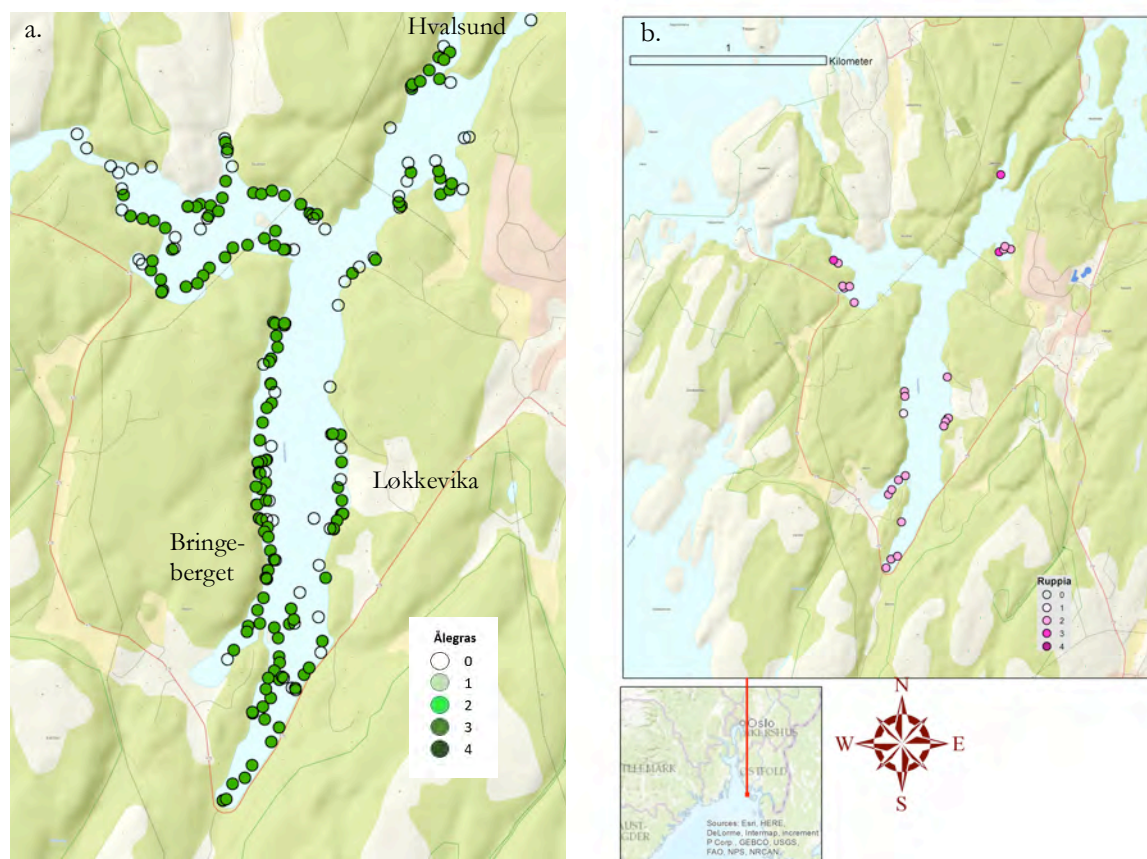 a.
Hvalsund
Løkkevika
Bringe-
berget
Ålegras
0
1
2
3
4
b.
1
Kilometer
Ruppia
0
1
2
3
4
Oslo
AKERSHUS
TELEMARK
ØSTFOLD
AUST-
AGDER
Sources: Esri, HERE,
DeLorme, Intermap, increment
P Corp., GEBCO, USGS,
FAO, NPS, NRCAN,
N
W
E
S